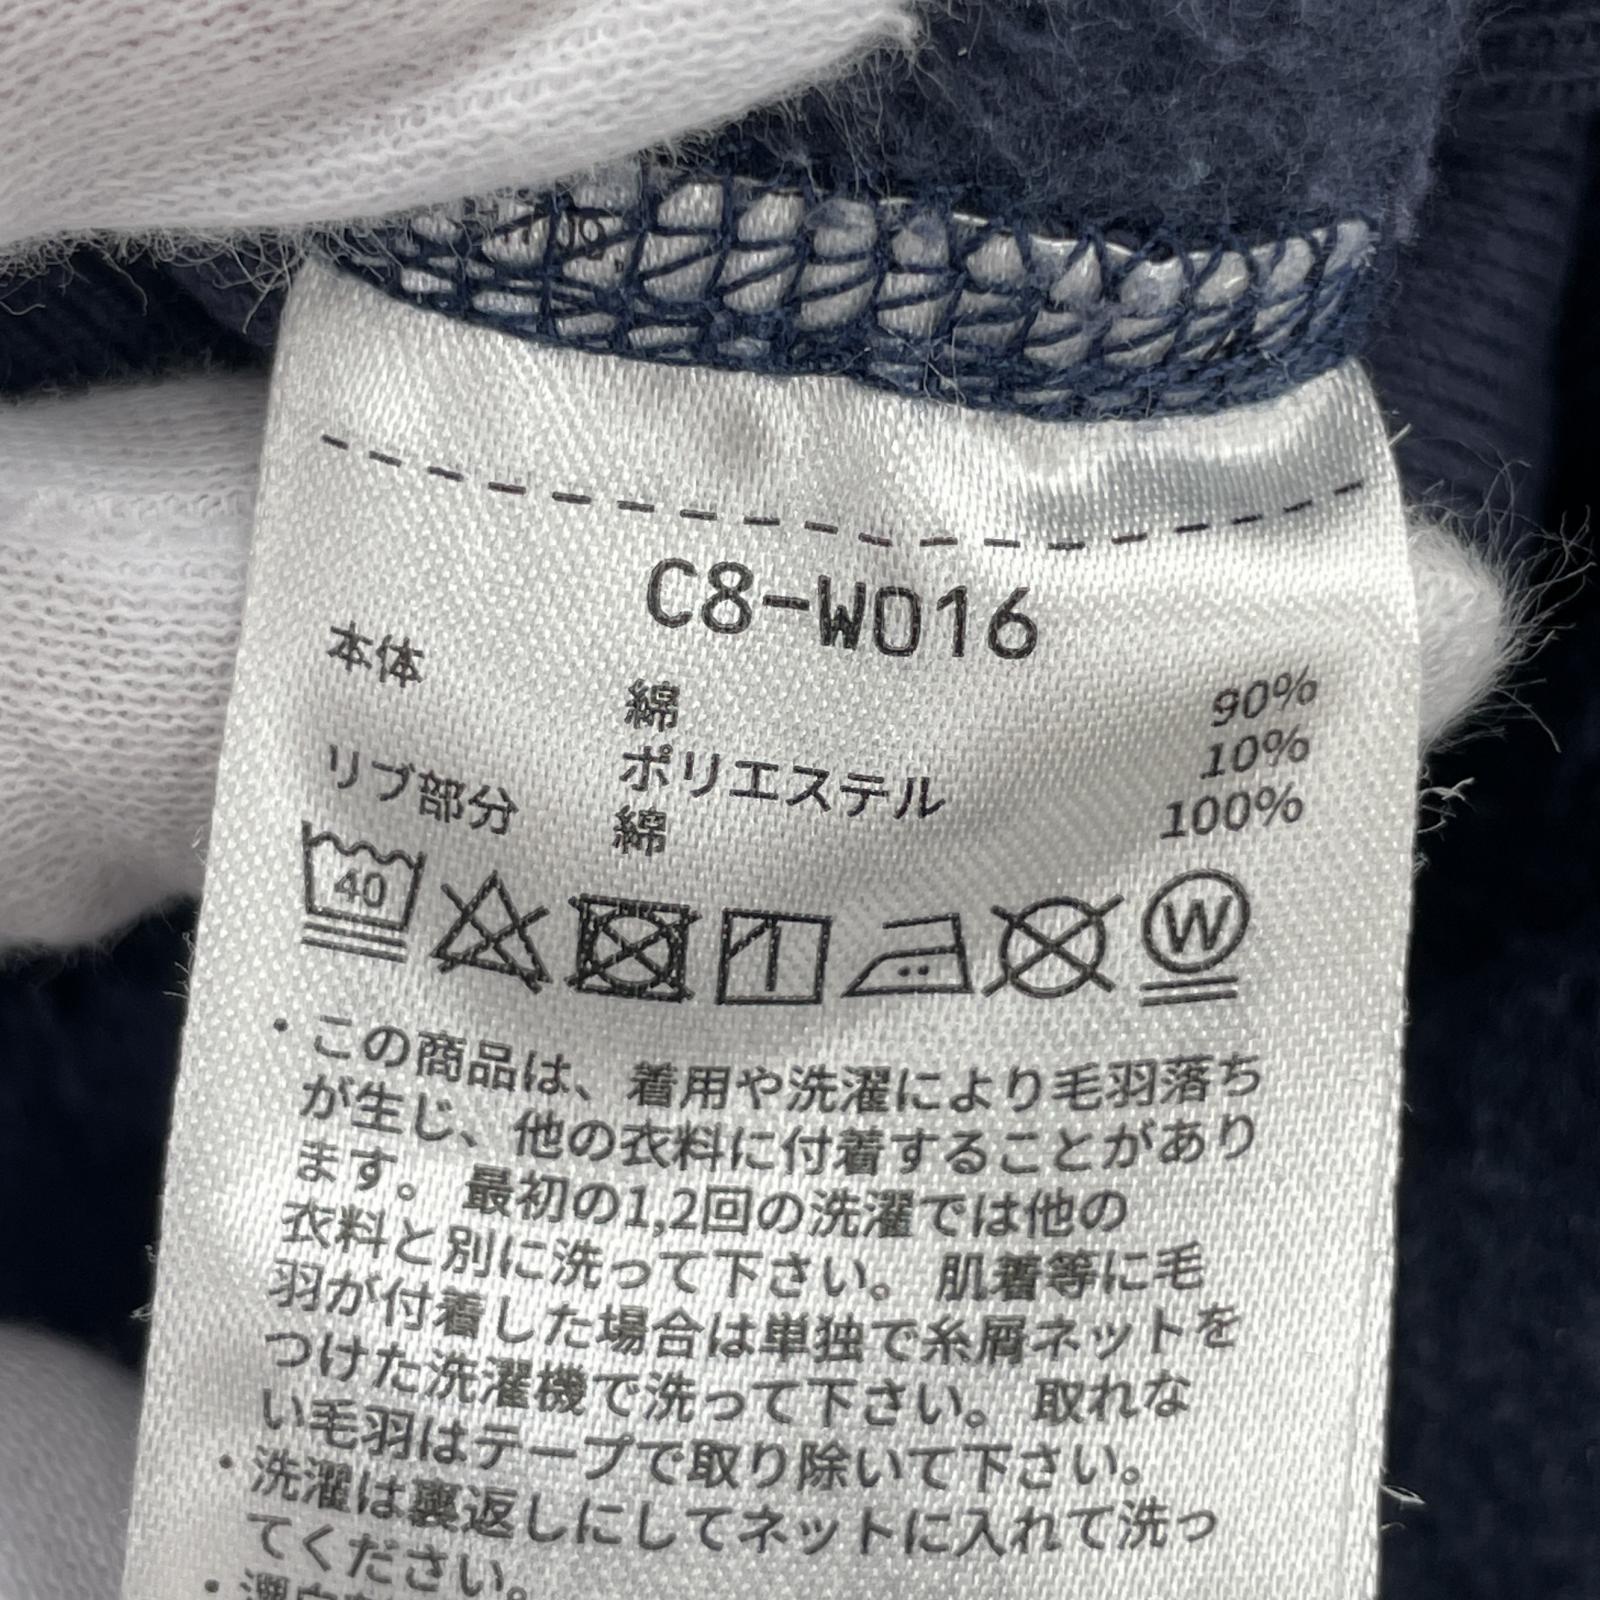 C8-W016
本体 綿 90%
ポリエステル 10%
リブ部分 綿 100%
40
W
・この商品は、着用や洗濯により毛羽落ち
が生じ、他の衣料に付着することがあり
ます。最初の1,2回の洗濯では他の
衣料と別に洗って下さい。肌着等に毛
羽が付着した場合は単独で糸屑ネットを
つけた洗濯機で洗って下さい。取れな
い毛羽はテープで取り除いて下さい。
・洗濯は裏返しにしてネットに入れて洗っ
てください。